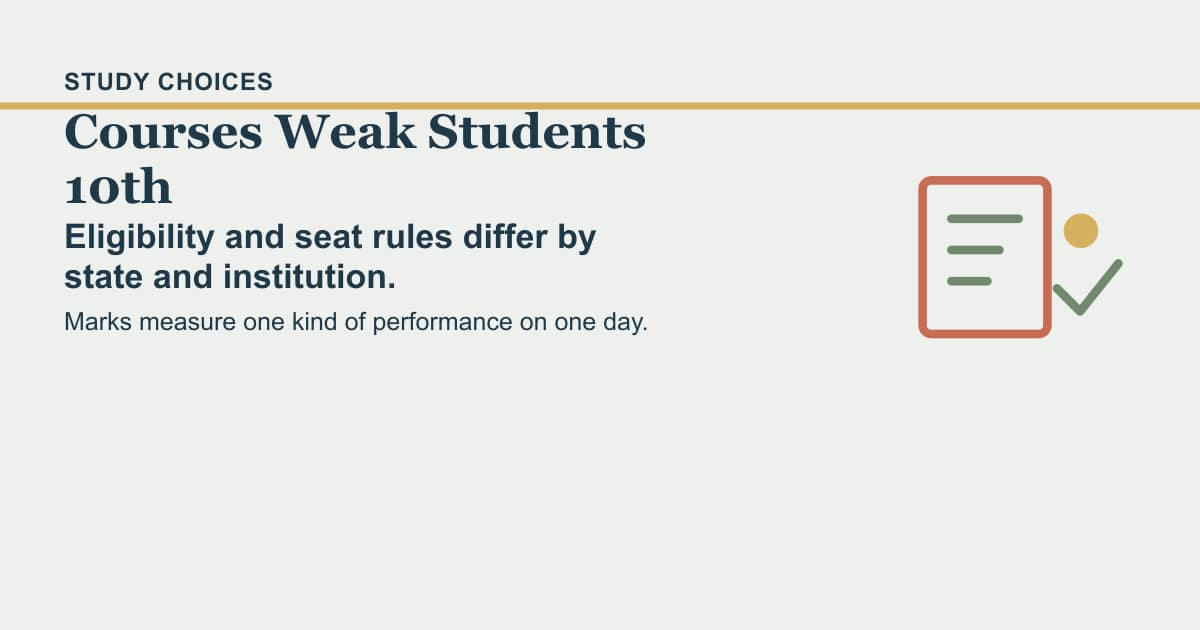 STUDY CHOICES
Courses Weak Students
10th
Eligibility and seat rules differ by
state and institution.
Marks measure one kind of performance on one day.